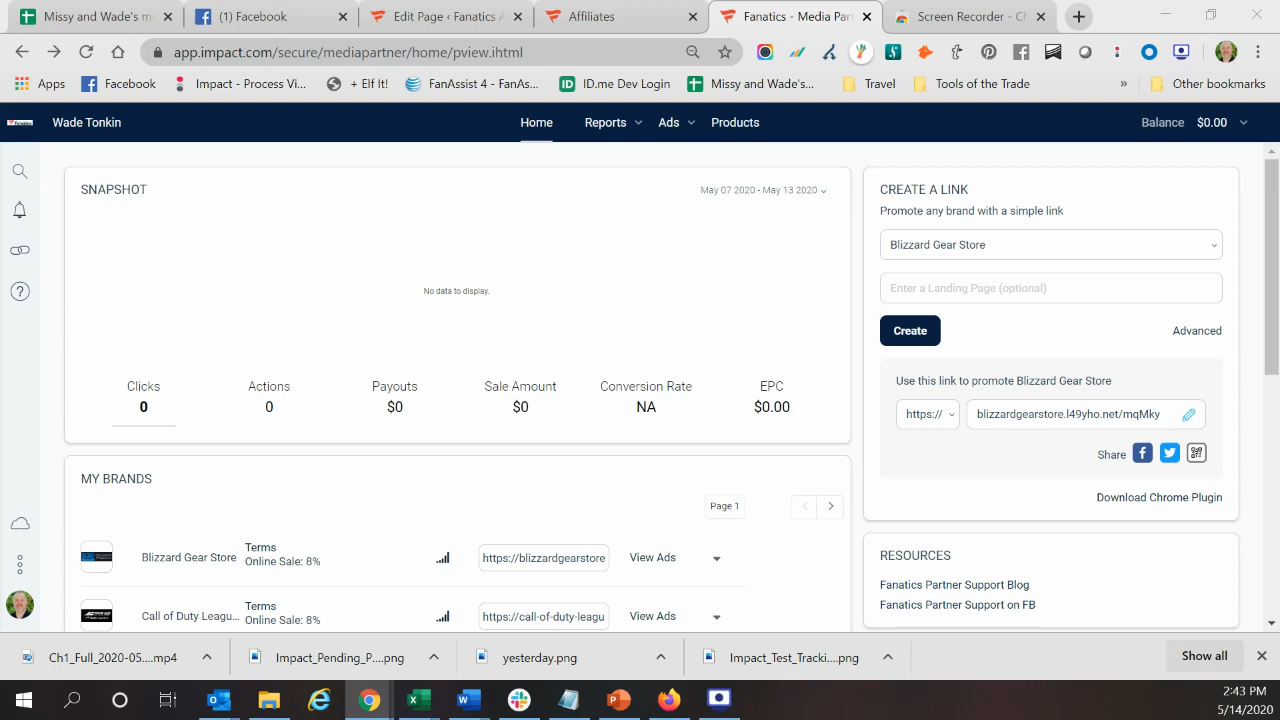 Missy and Wade's m
(1) Facebook
Edit Page ‹ Fanatics A
Affiliates
Fanatics - Media Part
Screen Recorder - Ch
app.impact.com/secure/mediapartner/home/pview.ihtml
Apps
Facebook
Impact - Process Vi...
+ Elf It!
FanAssist 4 - FanAs...
ID.me Dev Login
Missy and Wade's...
Travel
Tools of the Trade
»
Other bookmarks
Fanatics
Wade Tonkin
Home
Reports
Ads
Products
Balance $0.00
SNAPSHOT
May 07 2020 - May 13 2020
No data to display.
Clicks
0
Actions
0
Payouts
$0
Sale Amount
$0
Conversion Rate
NA
EPC
$0.00
CREATE A LINK
Promote any brand with a simple link
Blizzard Gear Store
Enter a Landing Page (optional)
Create
Advanced
Use this link to promote Blizzard Gear Store
https://
blizzardgearstore.l49yho.net/mqMky
Share
Download Chrome Plugin
MY BRANDS
Page 1
Blizzard Gear Store
Terms
Online Sale: 8%
https://blizzardgearstore
View Ads
Call of Duty Leagu...
Terms
Online Sale: 8%
https://call-of-duty-leagu
View Ads
RESOURCES
Fanatics Partner Support Blog
Fanatics Partner Support on FB
Ch1_Full_2020-05....mp4
Impact_Pending_P....png
yesterday.png
Impact_Test_Tracki....png
Show all
2:43 PM
5/14/2020